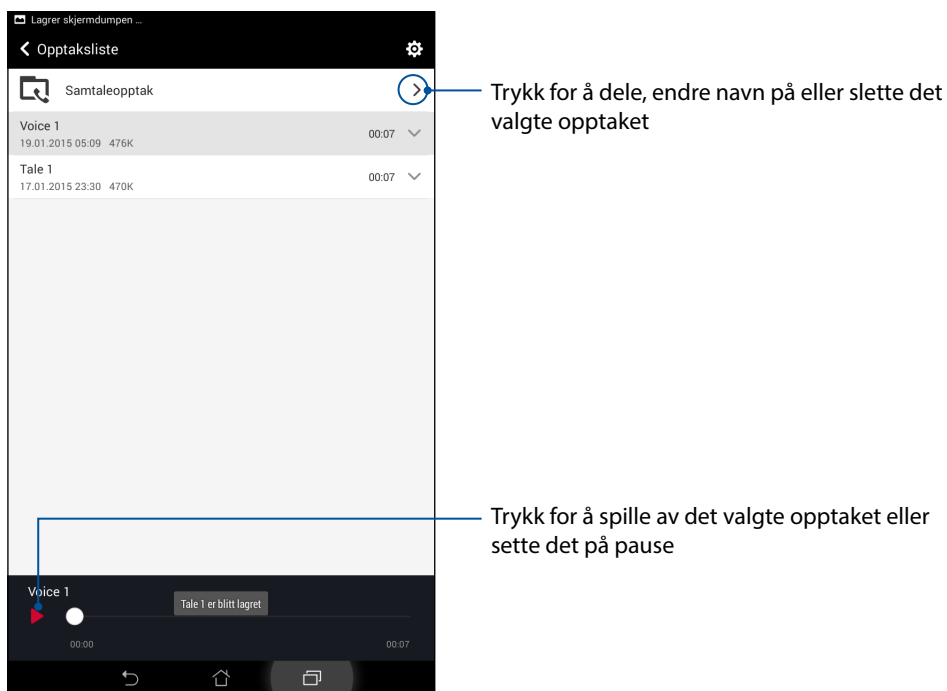 Lagrer skjermdumpen ...
Opptaksliste
Samtaleopptak
Trykk for å dele, endre navn på eller slette det
valgte opptaket
Voice 1
00:07
19.01.2015 05:09 476K
Tale 1
00:07
17.01.2015 23:30 470K
Trykk for å spille av det valgte opptaket eller
sette det på pause
Voice 1
Tale 1 er blitt lagret
00:00
00:07